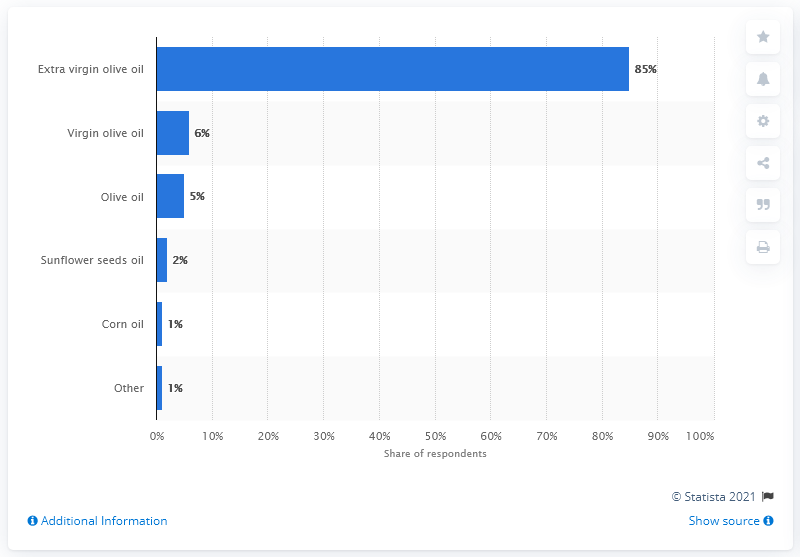 Extra virgin olive oil 85%
Virgin olive oil 6%
Olive oil 5%
Sunflower seeds oil 2%
Corn oil 1%
Other 1%
0% 10% 20% 30% 40% 50% 60% 70% 80% 90% 100%
Share of respondents
© Statista 2021
Additional Information Show source